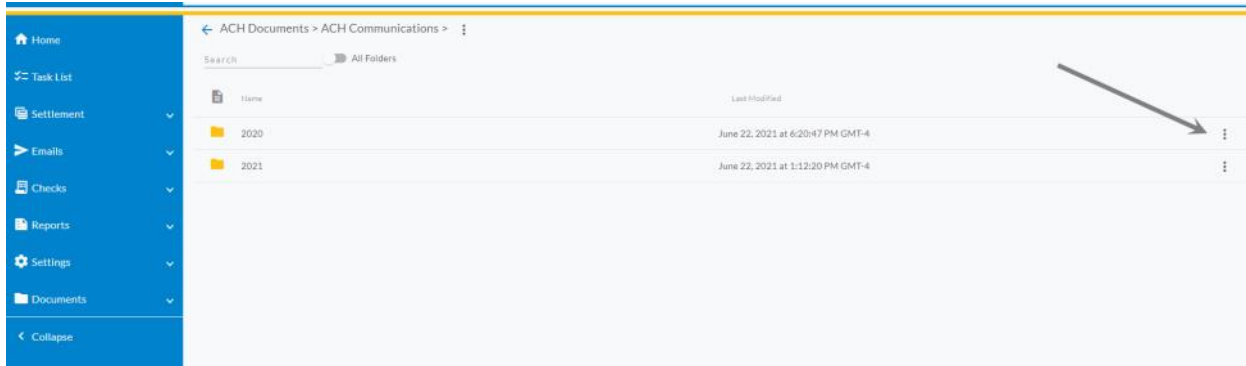 Home
Task List
Settlement
Emails
Checks
Reports
Settings
Documents
Collapse
ACH Documents > ACH Communications >
Search All Folders
Name Last Modified
2020 June 22, 2021 at 6:20:47 PM GMT-4
2021 June 22, 2021 at 1:12:20 PM GMT-4